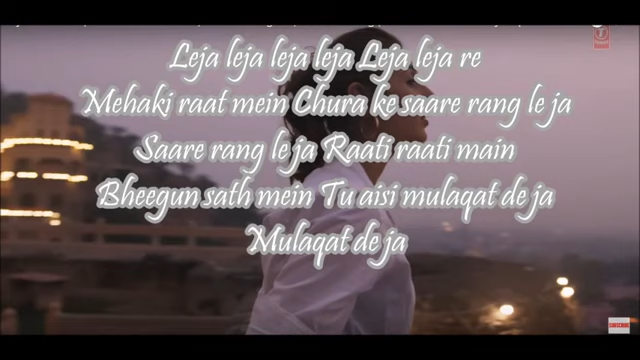 Leja leja leja leja Leja leja re
Mehaki raat mein Chura ke saare rang le ja
Saare rang le ja Raati raati main
Bheegun sath mein Tu aisi mulaqat de ja
Mulaqat de ja
SUBSCRIBE